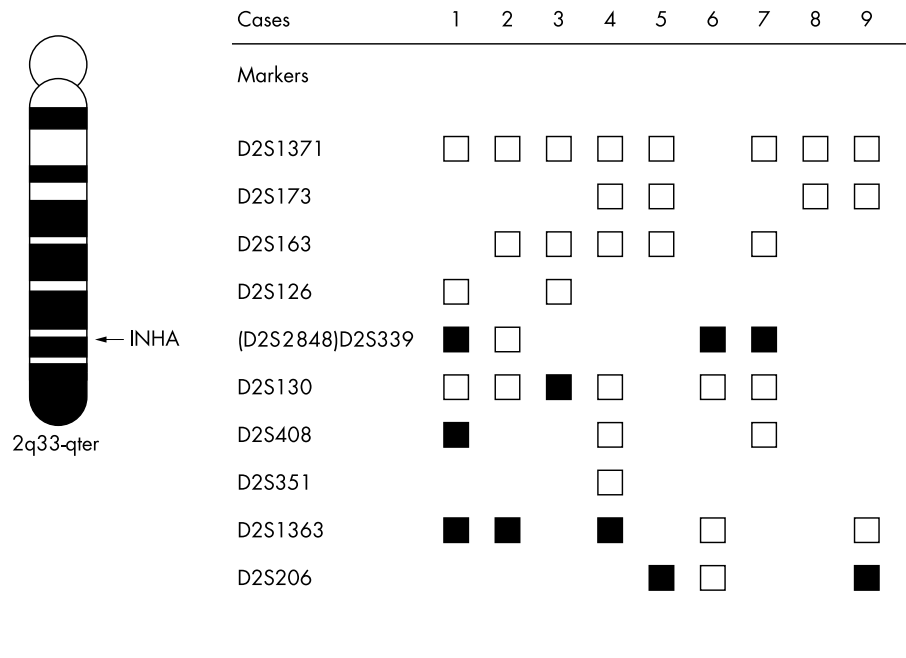 Cases 1 2 3 4 5 6 7 8 9
Markers
D2S1371
D2S173
D2S163
D2S126
INHA
(D2S2848)D2S339
D2S130
D2S408
2q33-qter
D2S351
D2S1363
D2S206